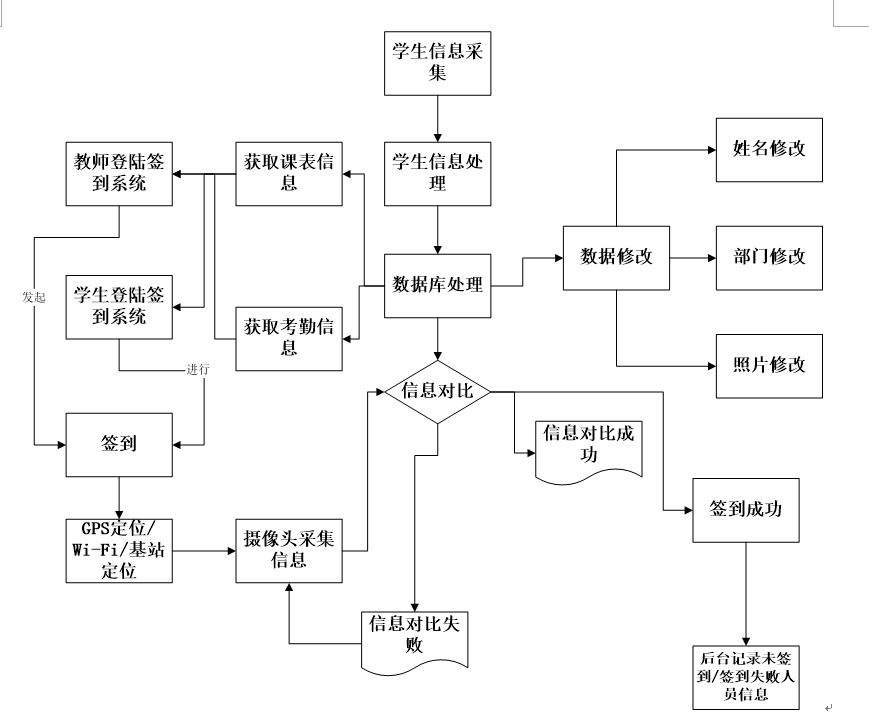 学生信息采
集
教师登陆签
到系统
获取课表信
息
学生信息处
理
姓名修改
数据库处理
数据修改
部门修改
发起
学生登陆签
到系统
获取考勤信
息
照片修改
进行
信息对比
签到
信息对比成
功
签到成功
GPS定位/
Wi-Fi/基站
定位
摄像头采集
信息
信息对比失
败
后台记录未签
到/签到失败人
员信息